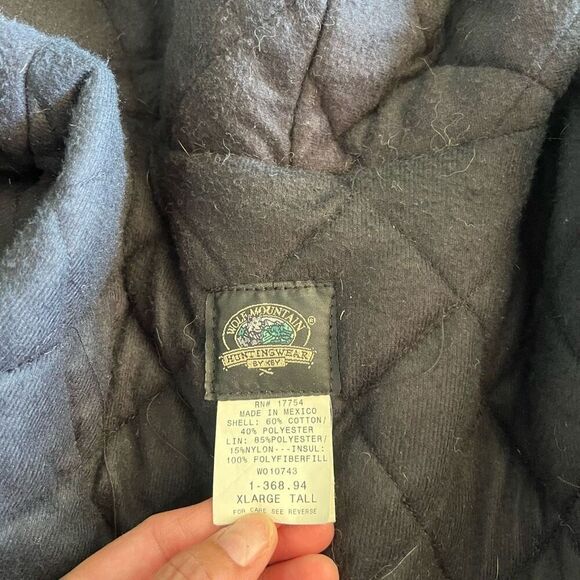 WOLF MOUNTAIN ®
HUNTINGWEAR
BY KEY
RN# 17754
MADE IN MEXICO
SHELL: 60% COTTON/
40% POLYESTER
LIN: 85%POLYESTER/
15%NYLON---INSUL:
100% POLYFIBERFILL
WO10743
1-368.94
XLARGE TALL
FOR CARE SEE REVERSE